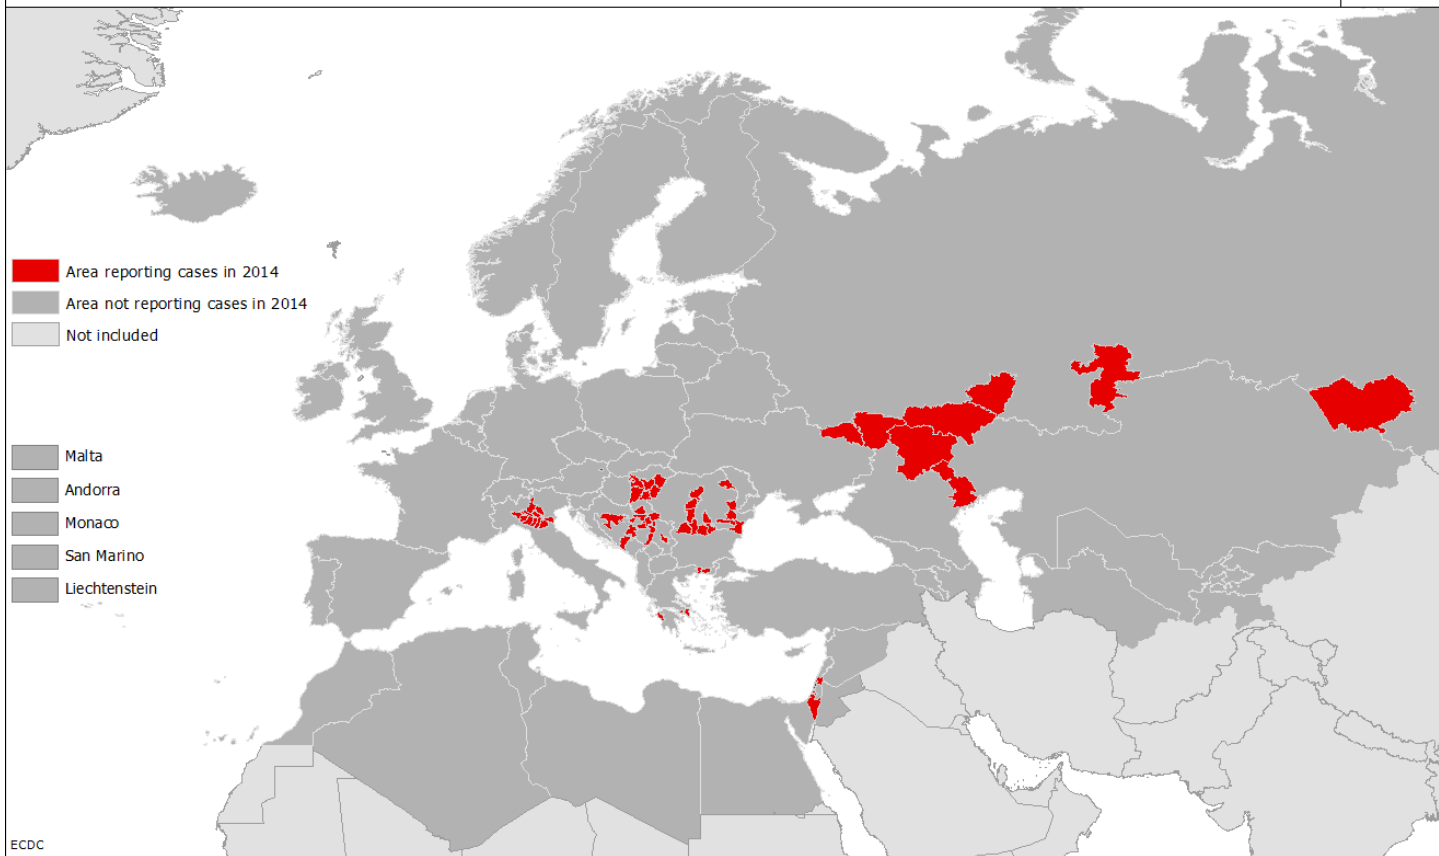 Area reporting cases in 2014
Area not reporting cases in 2014
Not included
Malta
Andorra
Monaco
San Marino
Liechtenstein
ECDC